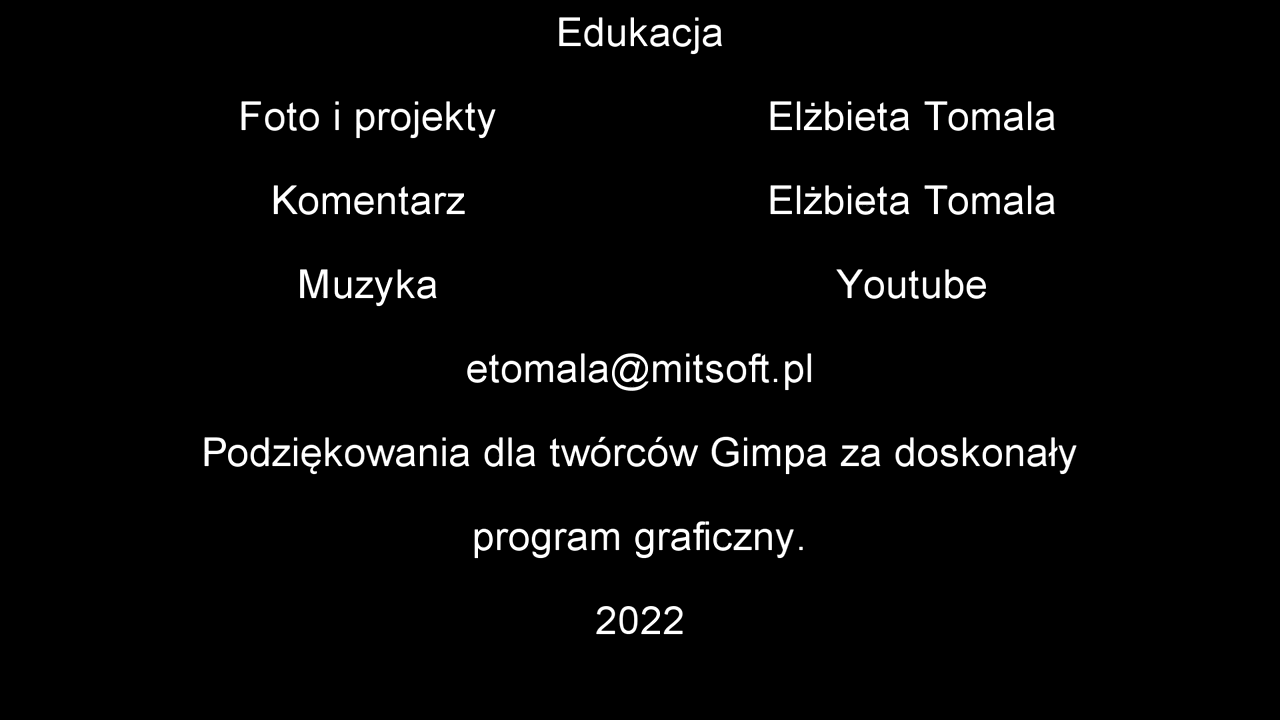 Edukacja
Foto i projekty Elżbieta Tomala
Komentarz Elżbieta Tomala
Muzyka Youtube
etomala@mitsoft.pl
Podziękowania dla twórców Gimpa za doskonały
program graficzny.
2022